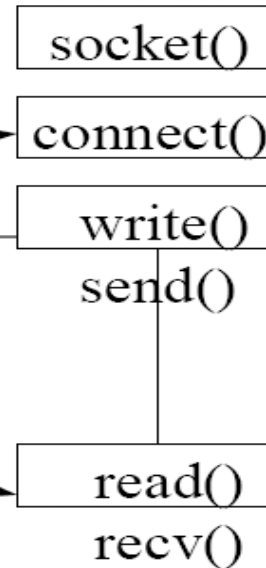 socket()
connect()
write()
send()
read()
recv()